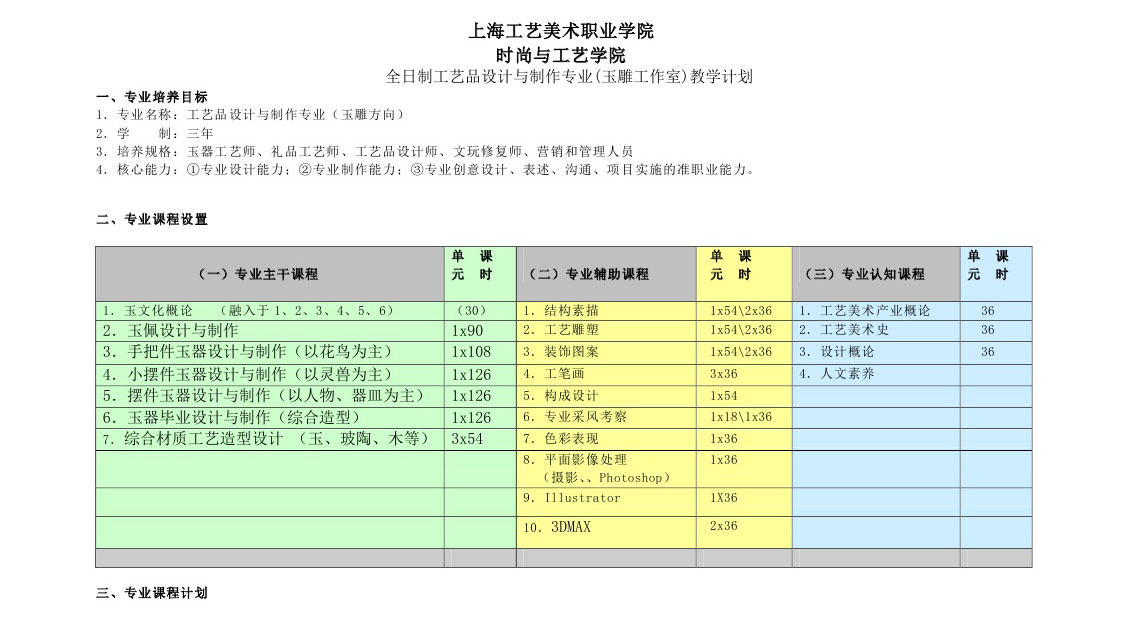 上海工艺美术职业学院
时尚与工艺学院
全日制工艺品设计与制作专业(玉雕工作室)教学计划
一、专业培养目标
1. 专业名称：工艺品设计与制作专业（玉雕方向）
2. 学　　制：三年
3. 培养规格：玉器工艺师、礼品工艺师、工艺品设计师、文玩修复师、营销和管理人员
4. 核心能力：①专业设计能力；②专业制作能力；③专业创意设计、表述、沟通、项目实施的准职业能力。
二、专业课程设置
（一）专业主干课程 单 课 元 时 （二）专业辅助课程 单 课 元 时 （三）专业认知课程 单 课 元 时
1. 玉文化概论 （融入于 1、2、3、4、5、6） （30） 1. 结构素描 1x54\2x36 1. 工艺美术产业概论 36
2. 玉佩设计与制作 1x90 2. 工艺雕塑 1x54\2x36 2. 工艺美术史 36
3. 手把件玉器设计与制作（以花鸟为主） 1x108 3. 装饰图案 1x54\2x36 3. 设计概论 36
4. 小摆件玉器设计与制作（以灵兽为主） 1x126 4. 工笔画 3x36 4. 人文素养
5. 摆件玉器设计与制作（以人物、器皿为主） 1x126 5. 构成设计 1x54
6. 玉器毕业设计与制作（综合造型） 1x126 6. 专业采风考察 1x18\1x36
7. 综合材质工艺造型设计 （玉、玻陶、木等） 3x54 7. 色彩表现 1x36
8. 平面影像处理 1x36
（摄影、、Photoshop）
9. Illustrator 1X36
10. 3DMAX 2x36
三、专业课程计划